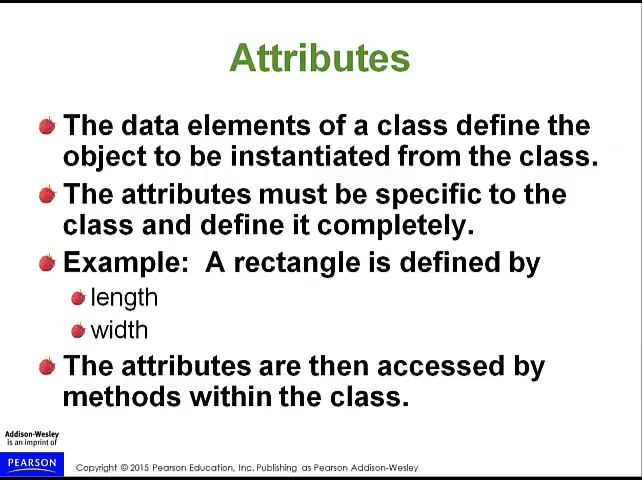 Attributes
The data elements of a class define the
object to be instantiated from the class.
The attributes must be specific to the
class and define it completely.
Example: A rectangle is defined by
length
width
The attributes are then accessed by
methods within the class.
Addison-Wesley
is an imprint of
PEARSON
Copyright © 2015 Pearson Education, Inc. Publishing as Pearson Addison-Wesley